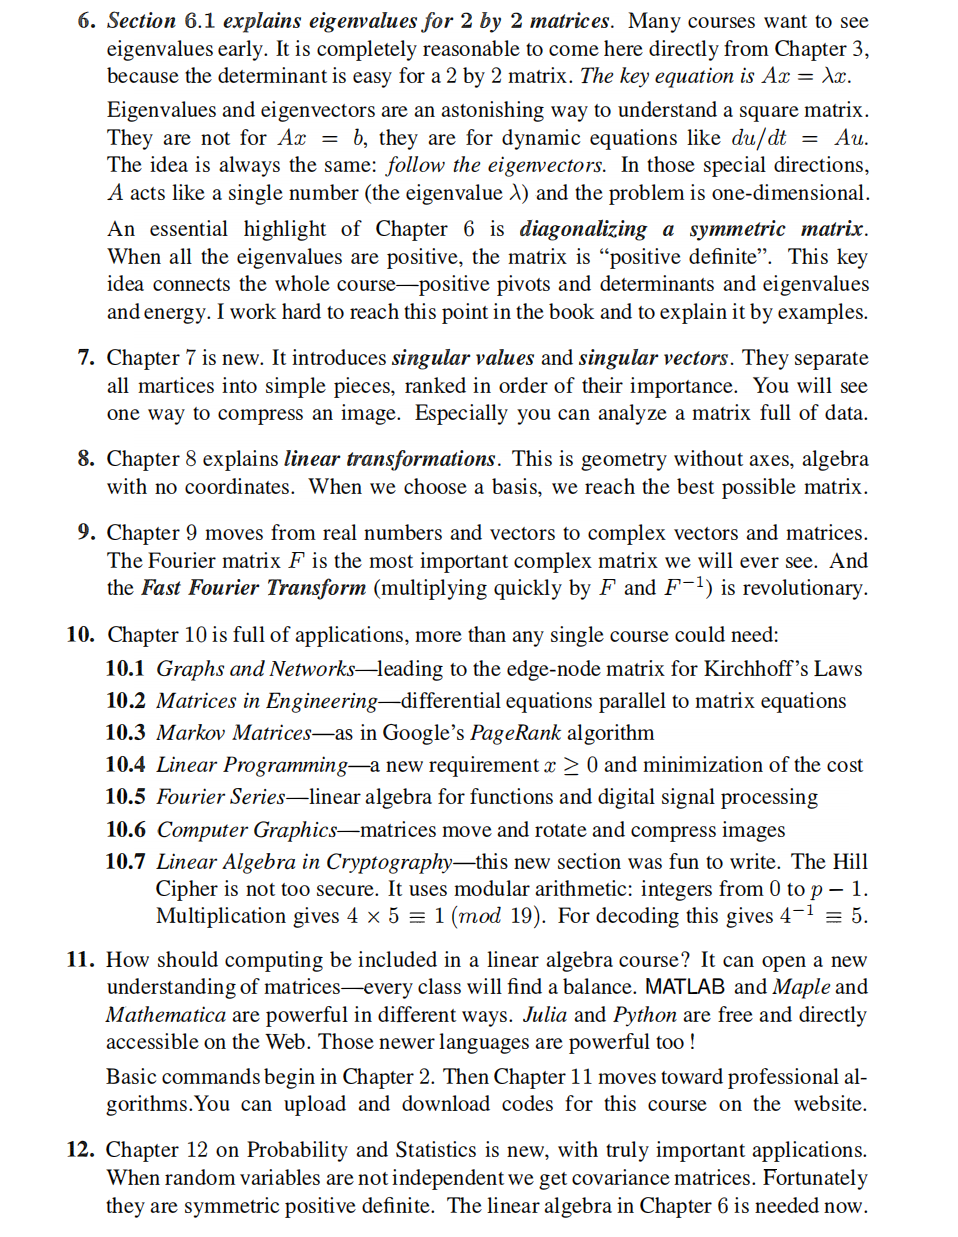 6. Section 6.1 explains eigenvalues for 2 by 2 matrices. Many courses want to see
eigenvalues early. It is completely reasonable to come here directly from Chapter 3,
because the determinant is easy for a 2 by 2 matrix. The key equation is Ax = λx.
Eigenvalues and eigenvectors are an astonishing way to understand a square matrix.
They are not for Ax = b, they are for dynamic equations like du/dt = Au.
The idea is always the same: follow the eigenvectors. In those special directions,
A acts like a single number (the eigenvalue λ) and the problem is one-dimensional.
An essential highlight of Chapter 6 is diagonalizing a symmetric matrix.
When all the eigenvalues are positive, the matrix is “positive definite”. This key
idea connects the whole course—positive pivots and determinants and eigenvalues
and energy. I work hard to reach this point in the book and to explain it by examples.
7. Chapter 7 is new. It introduces singular values and singular vectors. They separate
all martices into simple pieces, ranked in order of their importance. You will see
one way to compress an image. Especially you can analyze a matrix full of data.
8. Chapter 8 explains linear transformations. This is geometry without axes, algebra
with no coordinates. When we choose a basis, we reach the best possible matrix.
9. Chapter 9 moves from real numbers and vectors to complex vectors and matrices.
The Fourier matrix F is the most important complex matrix we will ever see. And
the Fast Fourier Transform (multiplying quickly by F and F⁻¹) is revolutionary.
10. Chapter 10 is full of applications, more than any single course could need:
10.1 Graphs and Networks—leading to the edge-node matrix for Kirchhoff’s Laws
10.2 Matrices in Engineering—differential equations parallel to matrix equations
10.3 Markov Matrices—as in Google’s PageRank algorithm
10.4 Linear Programming—a new requirement x ≥ 0 and minimization of the cost
10.5 Fourier Series—linear algebra for functions and digital signal processing
10.6 Computer Graphics—matrices move and rotate and compress images
10.7 Linear Algebra in Cryptography—this new section was fun to write. The Hill
Cipher is not too secure. It uses modular arithmetic: integers from 0 to p − 1.
Multiplication gives 4 × 5 ≡ 1 (mod 19). For decoding this gives 4⁻¹ ≡ 5.
11. How should computing be included in a linear algebra course? It can open a new
understanding of matrices—every class will find a balance. MATLAB and Maple and
Mathematica are powerful in different ways. Julia and Python are free and directly
accessible on the Web. Those newer languages are powerful too !
Basic commands begin in Chapter 2. Then Chapter 11 moves toward professional al-
gorithms.You can upload and download codes for this course on the website.
12. Chapter 12 on Probability and Statistics is new, with truly important applications.
When random variables are not independent we get covariance matrices. Fortunately
they are symmetric positive definite. The linear algebra in Chapter 6 is needed now.